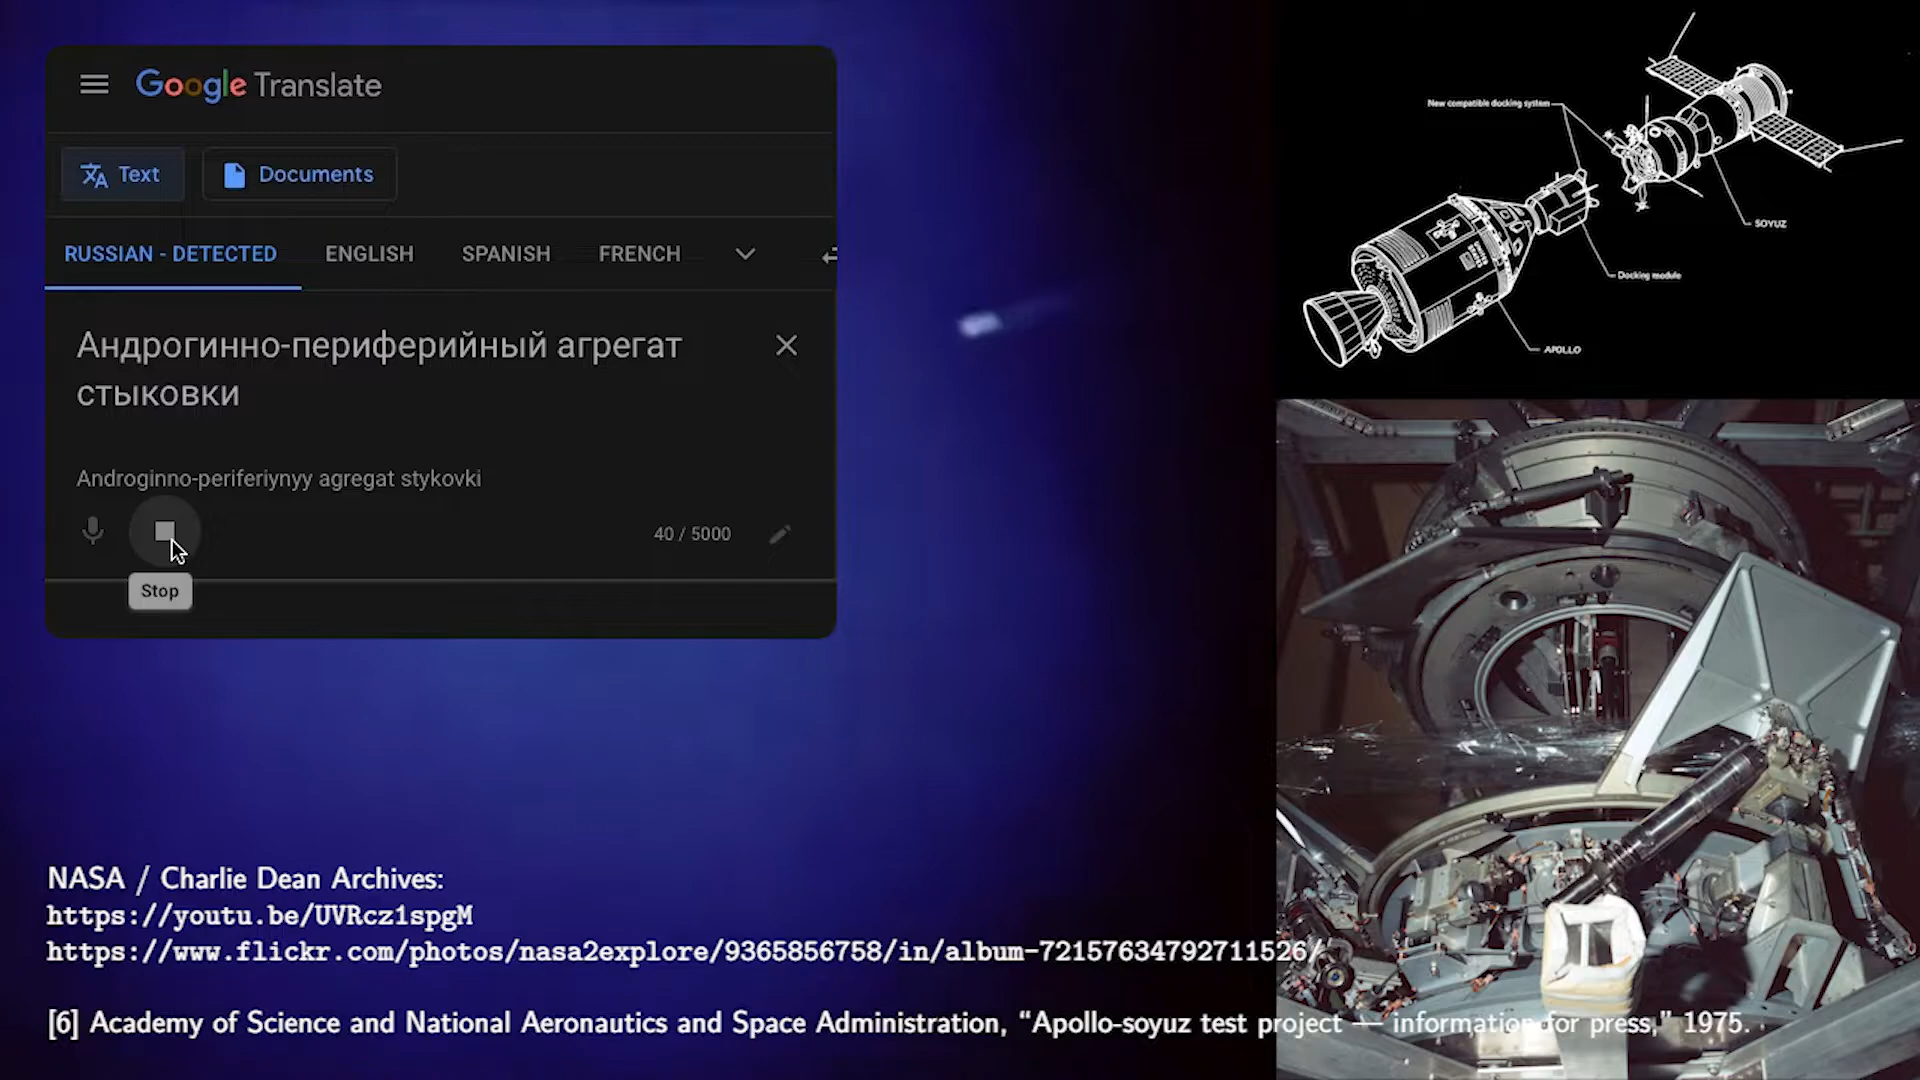 Google Translate
Text
Documents
RUSSIAN - DETECTED
ENGLISH
SPANISH
FRENCH
Андрогинно-периферийный агрегат
стыковки
Androginno-periferiynyy agregat stykovki
40 / 5000
Stop
New compatible docking system
SOYUZ
Docking module
APOLLO
NASA / Charlie Dean Archives:
https://youtu.be/UVRcz1spgM
https://www.flickr.com/photos/nasa2explore/9365856758/in/album-72157634792711526/
[6] Academy of Science and National Aeronautics and Space Administration, “Apollo-soyuz test project — information for press,” 1975.